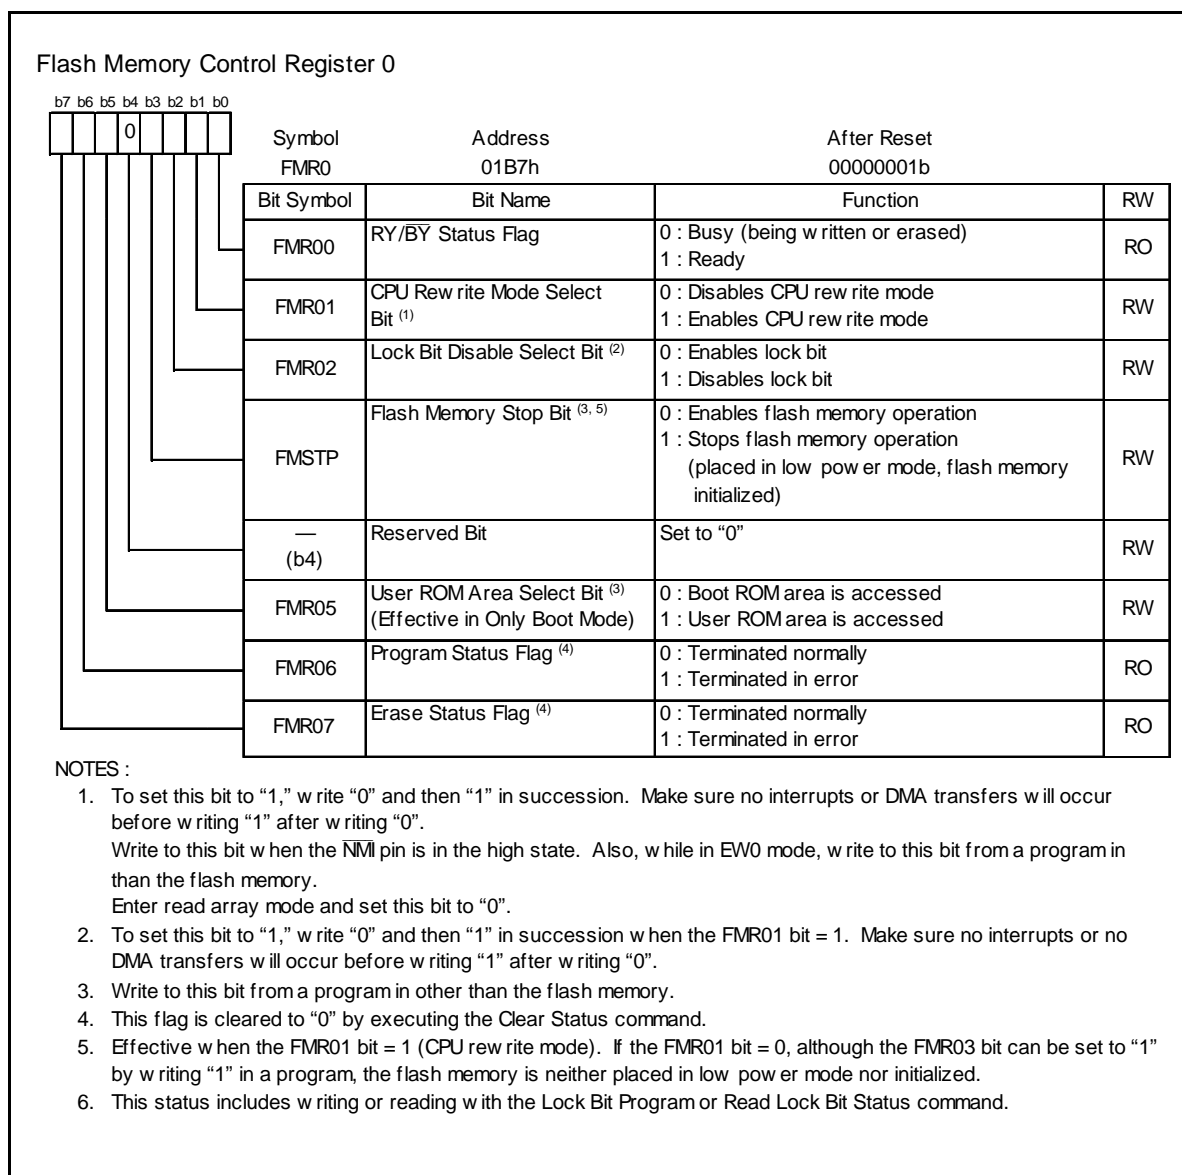 Flash Memory Control Register 0
b7 b6 b5 b4 b3 b2 b1 b0
0
Symbol Address After Reset
FMR0 01B7h 00000001b
Bit Symbol Bit Name Function RW
FMR00 RY/BY Status Flag 0 : Busy (being written or erased) RO
1 : Ready
FMR01 CPU Rewrite Mode Select 0 : Disables CPU rewrite mode RW
Bit (1) 1 : Enables CPU rewrite mode
FMR02 Lock Bit Disable Select Bit (2) 0 : Enables lock bit RW
1 : Disables lock bit
FMSTP Flash Memory Stop Bit (3, 5) 0 : Enables flash memory operation RW
1 : Stops flash memory operation
(placed in low power mode, flash memory
initialized)
— Reserved Bit Set to “0” RW
(b4)
FMR05 User ROM Area Select Bit (3) 0 : Boot ROM area is accessed RW
(Effective in Only Boot Mode) 1 : User ROM area is accessed
FMR06 Program Status Flag (4) 0 : Terminated normally RO
1 : Terminated in error
FMR07 Erase Status Flag (4) 0 : Terminated normally RO
1 : Terminated in error
NOTES :
1. To set this bit to “1,” write “0” and then “1” in succession. Make sure no interrupts or DMA transfers will occur
before writing “1” after writing “0”.
Write to this bit when the NMI pin is in the high state. Also, while in EW0 mode, write to this bit from a program in
than the flash memory.
Enter read array mode and set this bit to “0”.
2. To set this bit to “1,” write “0” and then “1” in succession when the FMR01 bit = 1. Make sure no interrupts or no
DMA transfers will occur before writing “1” after writing “0”.
3. Write to this bit from a program in other than the flash memory.
4. This flag is cleared to “0” by executing the Clear Status command.
5. Effective when the FMR01 bit = 1 (CPU rewrite mode). If the FMR01 bit = 0, although the FMR03 bit can be set to “1”
by writing “1” in a program, the flash memory is neither placed in low power mode nor initialized.
6. This status includes writing or reading with the Lock Bit Program or Read Lock Bit Status command.